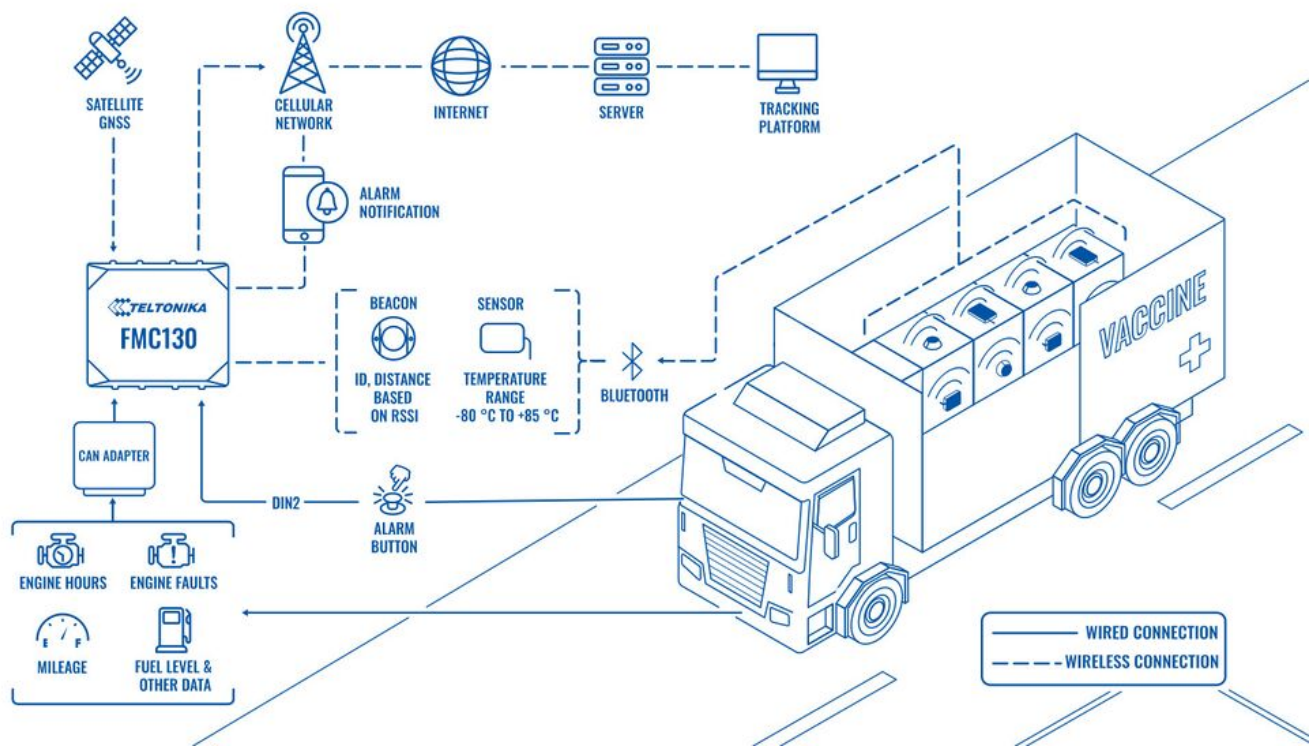 SATELLITE
GNSS
CELLULAR
NETWORK
INTERNET
SERVER
TRACKING
PLATFORM
ALARM
NOTIFICATION
TELTONIKA
FMC130
BEACON
ID, DISTANCE
BASED
ON RSSI
SENSOR
TEMPERATURE
RANGE
-80 °C TO +85 °C
BLUETOOTH
VACCINE
CAN ADAPTER
DIN2
ALARM
BUTTON
ENGINE HOURS
ENGINE FAULTS
E F
MILEAGE
FUEL LEVEL &
OTHER DATA
WIRED CONNECTION
WIRELESS CONNECTION